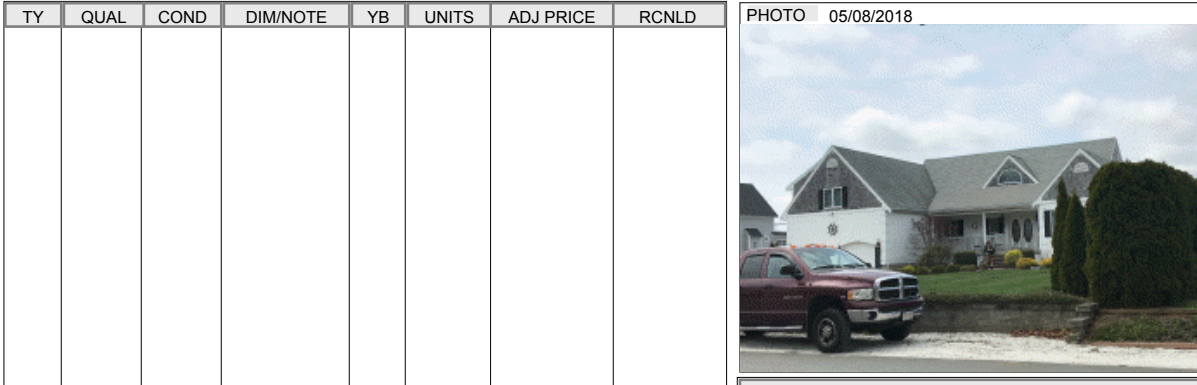 TY QUAL COND DIM/NOTE YB UNITS ADJ PRICE RCNLD
PHOTO 05/08/2018